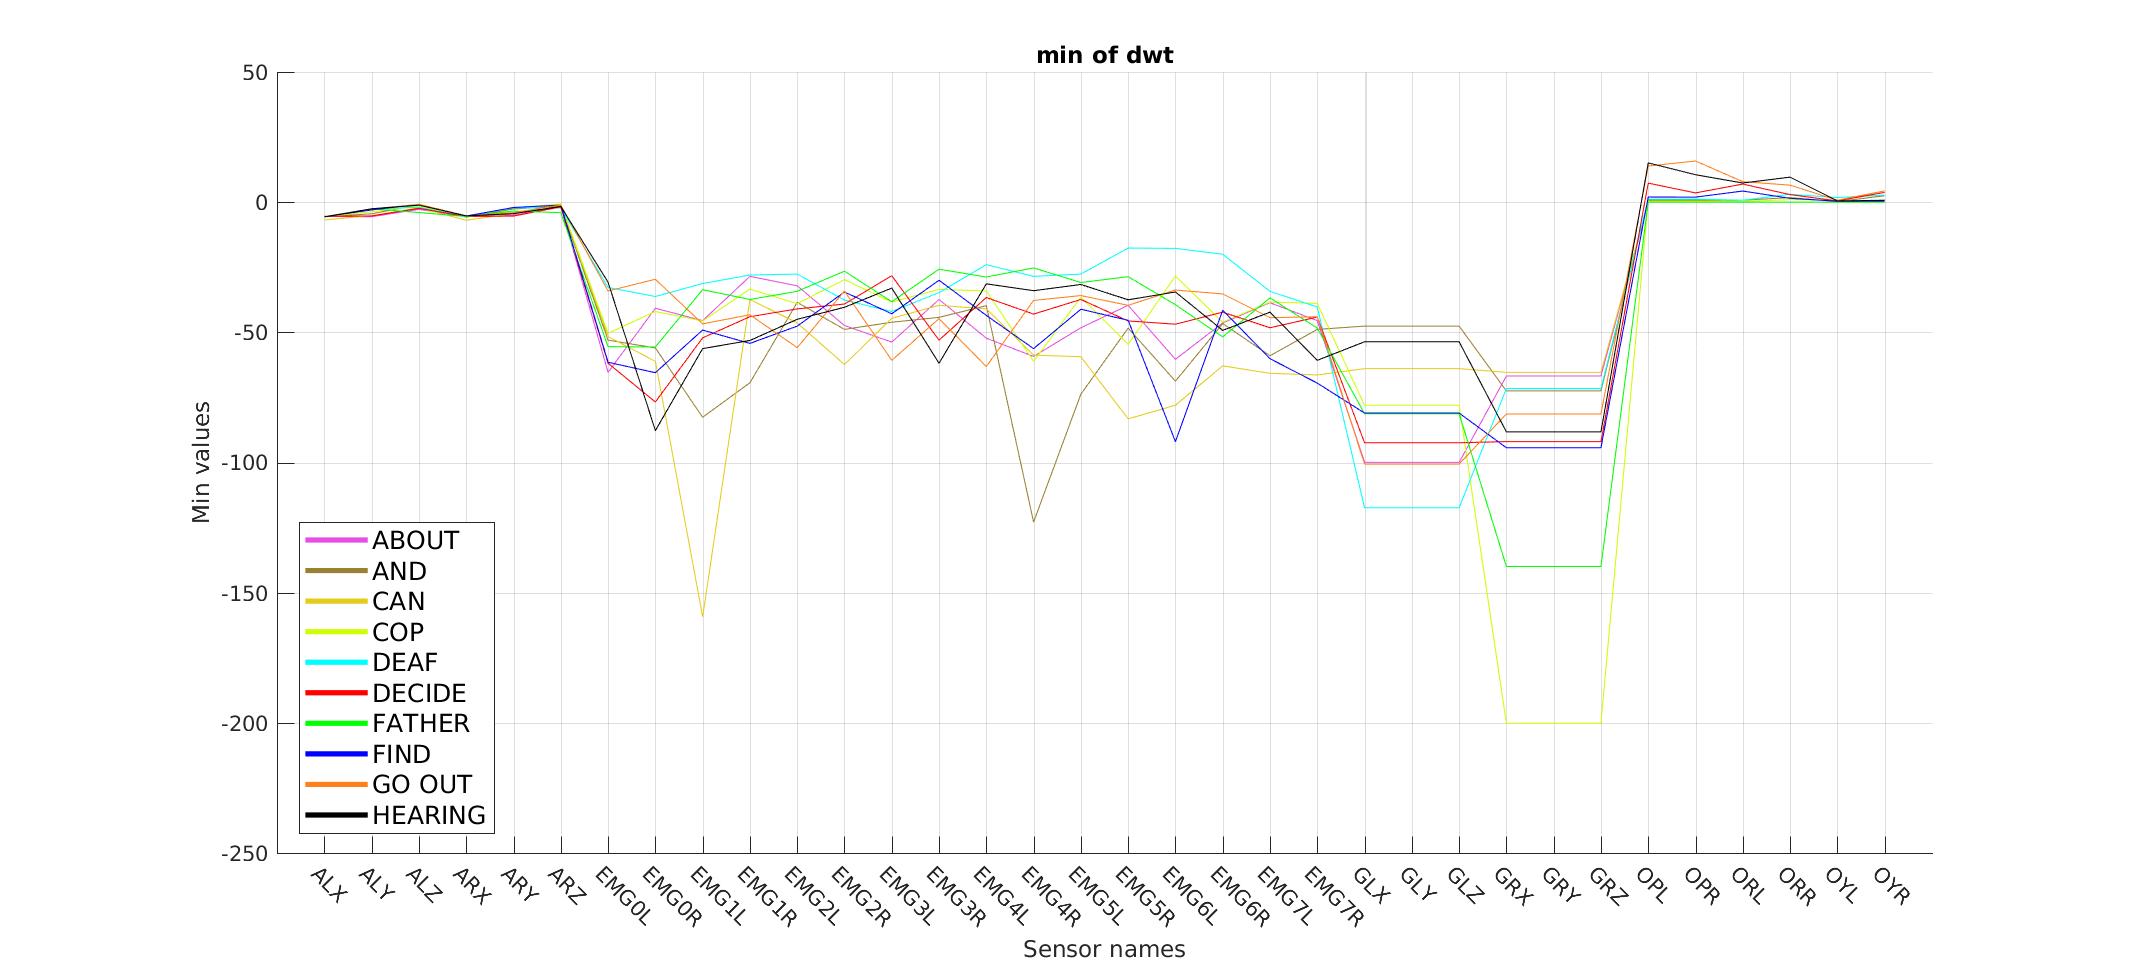 min of dwt
50
0
-50
-100
-150
-200
-250
Min values
ABOUT
AND
CAN
COP
DEAF
DECIDE
FATHER
FIND
GO OUT
HEARING
ALX
ALY
ALZ
ARX
ARY
ARZ
EMG0L
EMG0R
EMG1L
EMG1R
EMG2L
EMG2R
EMG3L
EMG3R
EMG4L
EMG4R
EMG5L
EMG5R
EMG6L
EMG6R
EMG7L
EMG7R
GLX
GLY
GLZ
GRX
GRY
GRZ
OPL
OPR
ORL
ORR
OYL
OYR
Sensor names